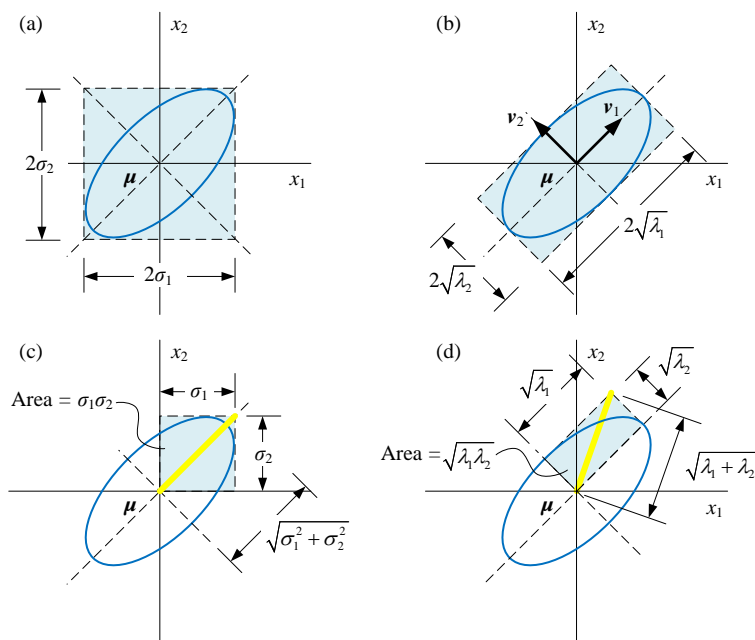 (a)
x₂
2σ₂
μ
x₁
2σ₁
(b)
x₂
v₂
v₁
μ
x₁
2√λ₁
2√λ₂
(c)
x₂
σ₁
Area = σ₁σ₂
σ₂
μ
√σ₁² + σ₂²
(d)
x₂
√λ₁
√λ₂
Area = √λ₁λ₂
√λ₁ + λ₂
μ
x₁